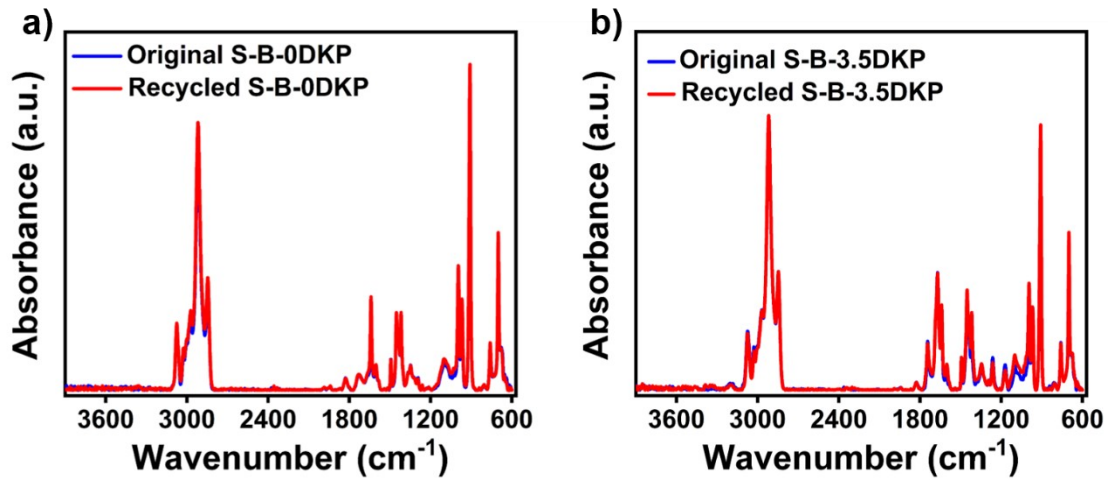 a)
Original S-B-0DKP
Recycled S-B-0DKP
Absorbance (a.u.)
3600 3000 2400 1800 1200 600
Wavenumber (cm⁻¹)
b)
Original S-B-3.5DKP
Recycled S-B-3.5DKP
Absorbance (a.u.)
3600 3000 2400 1800 1200 600
Wavenumber (cm⁻¹)